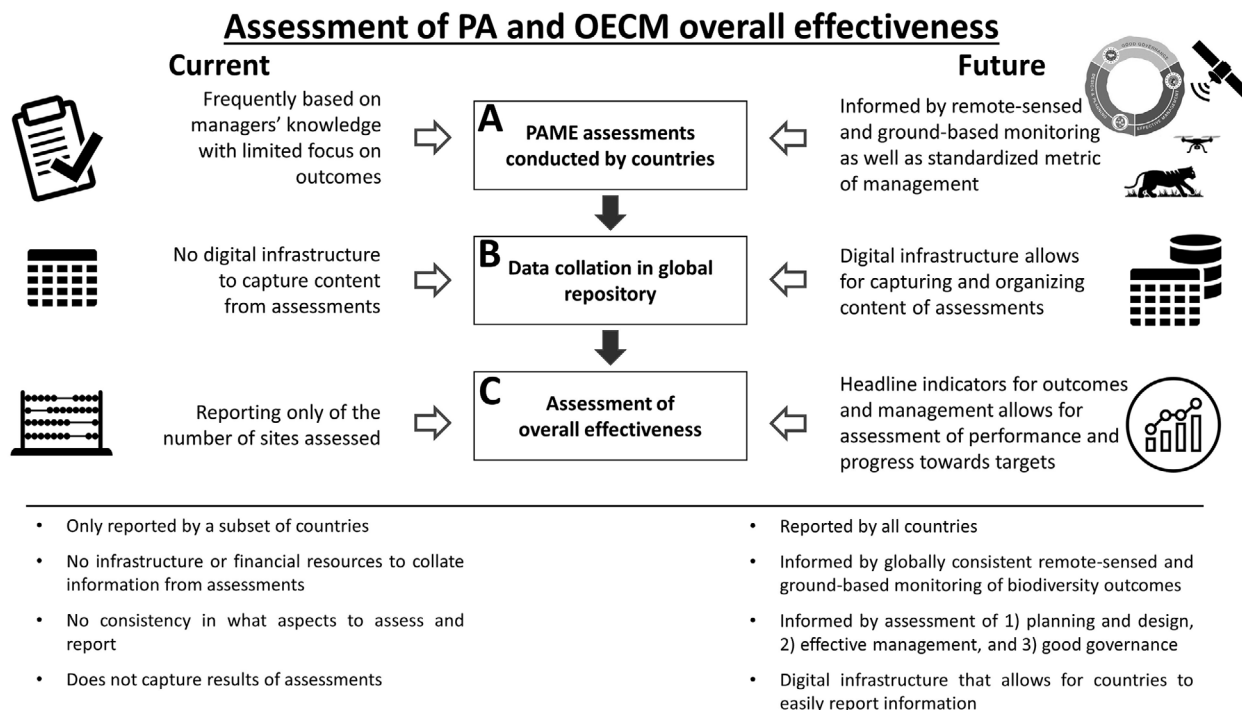 Assessment of PA and OECM overall effectiveness
Current
Future
Frequently based on
managers’ knowledge
with limited focus on
outcomes
A
PAME assessments
conducted by countries
Informed by remote-sensed
and ground-based monitoring
as well as standardized metric
of management
GOOD GOVERNANCE
DESIGN & PLANNING
EFFECTIVE MANAGEMENT
No digital infrastructure
to capture content
from assessments
B
Data collation in global
repository
Digital infrastructure allows
for capturing and organizing
content of assessments
Reporting only of the
number of sites assessed
C
Assessment of
overall effectiveness
Headline indicators for outcomes
and management allows for
assessment of performance and
progress towards targets
• Only reported by a subset of countries
• No infrastructure or financial resources to collate
information from assessments
• No consistency in what aspects to assess and
report
• Does not capture results of assessments
• Reported by all countries
• Informed by globally consistent remote-sensed and
ground-based monitoring of biodiversity outcomes
• Informed by assessment of 1) planning and design,
2) effective management, and 3) good governance
• Digital infrastructure that allows for countries to
easily report information